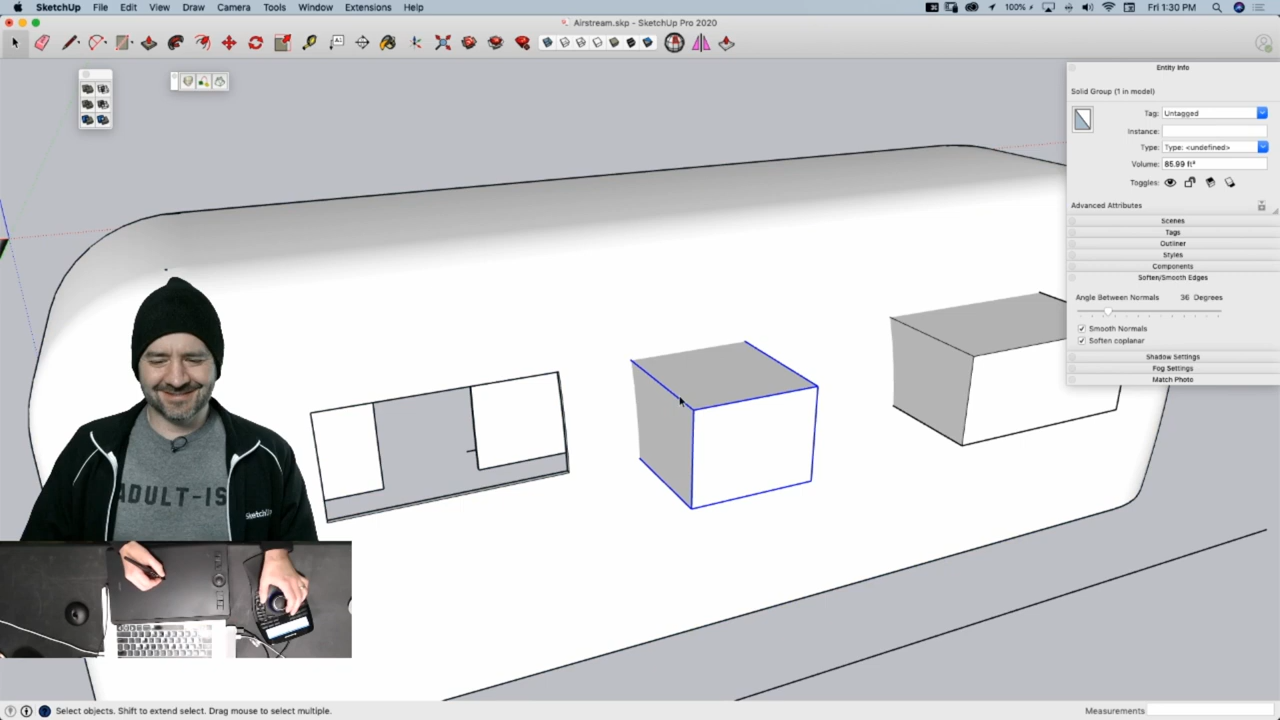 SketchUp File Edit View Draw Camera Tools Window Extensions Help 100% Fri 1:30 PM
Airstream.skp - SketchUp Pro 2020
Entity Info
Solid Group (1 in model)
Tag: Untagged
Instance:
Type: Type: <undefined>
Volume: 85.99 ft³
Toggles:
Advanced Attributes
Scenes
Tags
Outliner
Styles
Components
Soften/Smooth Edges
Angle Between Normals 36 Degrees
Smooth Normals
Soften coplanar
Shadow Settings
Fog Settings
Match Photo
ADULT-IS
SketchUp
Select objects. Shift to extend select. Drag mouse to select multiple.
Measurements